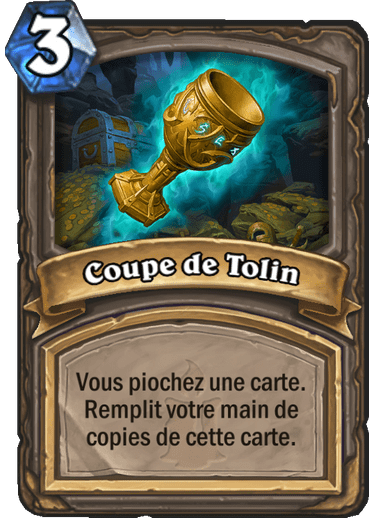 3
Coupe de Tolin
Vous piochez une carte.
Remplit votre main de
copies de cette carte.